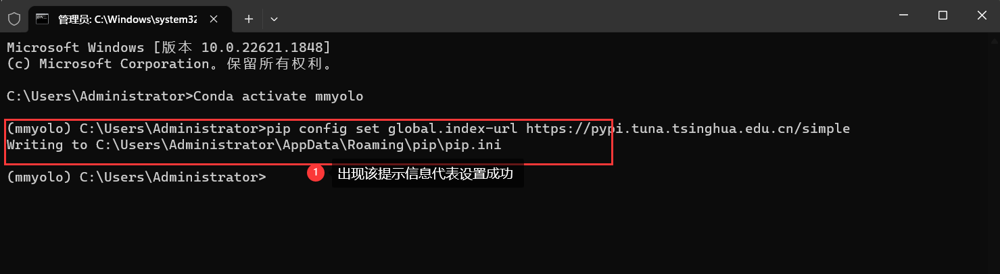 管理员: C:\Windows\system32
Microsoft Windows [版本 10.0.22621.1848]
(c) Microsoft Corporation。保留所有权利。
C:\Users\Administrator>Conda activate mmyolo
(mmyolo) C:\Users\Administrator>pip config set global.index-url https://pypi.tuna.tsinghua.edu.cn/simple
Writing to C:\Users\Administrator\AppData\Roaming\pip\pip.ini
1 出现该提示信息代表设置成功
(mmyolo) C:\Users\Administrator>